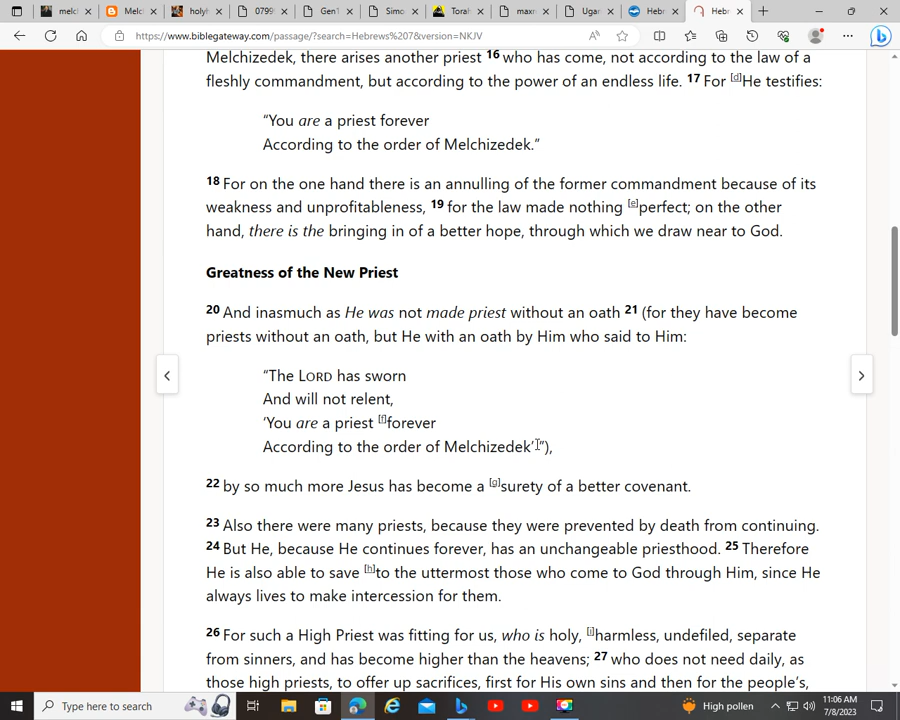 melc
Melch
holyh
0799
Gen1
Simo
Torah
maxn
Ugar
Hebr
Hebr
https://www.biblegateway.com/passage/?search=Hebrews%207&version=NKJV
Melchizedek, there arises another priest 16 who has come, not according to the law of a
fleshly commandment, but according to the power of an endless life. 17 For [d]He testifies:
“You are a priest forever
According to the order of Melchizedek.”
18 For on the one hand there is an annulling of the former commandment because of its
weakness and unprofitableness, 19 for the law made nothing [e]perfect; on the other
hand, there is the bringing in of a better hope, through which we draw near to God.
Greatness of the New Priest
20 And inasmuch as He was not made priest without an oath 21 (for they have become
priests without an oath, but He with an oath by Him who said to Him:
“The LORD has sworn
And will not relent,
‘You are a priest [f]forever
According to the order of Melchizedek’ ”),
22 by so much more Jesus has become a [g]surety of a better covenant.
23 Also there were many priests, because they were prevented by death from continuing.
24 But He, because He continues forever, has an unchangeable priesthood. 25 Therefore
He is also able to save [h]to the uttermost those who come to God through Him, since He
always lives to make intercession for them.
26 For such a High Priest was fitting for us, who is holy, [i]harmless, undefiled, separate
from sinners, and has become higher than the heavens; 27 who does not need daily, as
those high priests, to offer up sacrifices, first for His own sins and then for the people’s,
Type here to search
High pollen
11:06 AM
7/8/2023